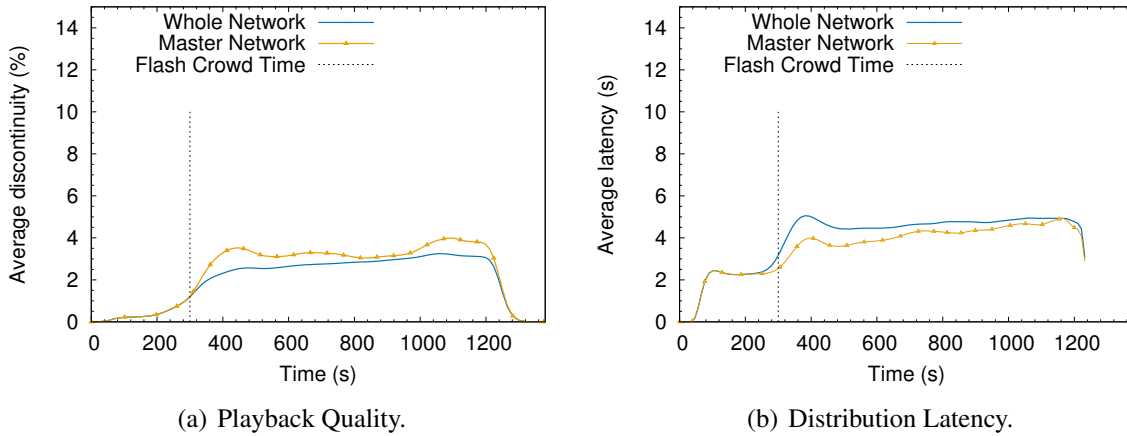 Average discontinuity (%)
14
12
10
8
6
4
2
0
Whole Network
Master Network
Flash Crowd Time
0 200 400 600 800 1000 1200
Time (s)
(a) Playback Quality.
Average latency (s)
14
12
10
8
6
4
2
0
Whole Network
Master Network
Flash Crowd Time
0 200 400 600 800 1000 1200
Time (s)
(b) Distribution Latency.